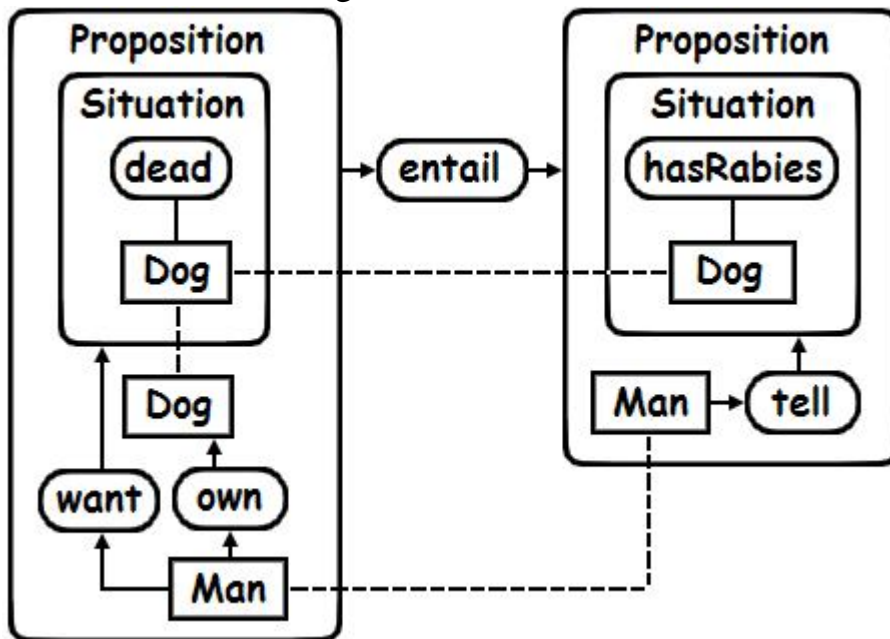 Proposition
Situation
dead
Dog
Dog
want
own
Man
entail
Proposition
Situation
hasRabies
Dog
Man
tell